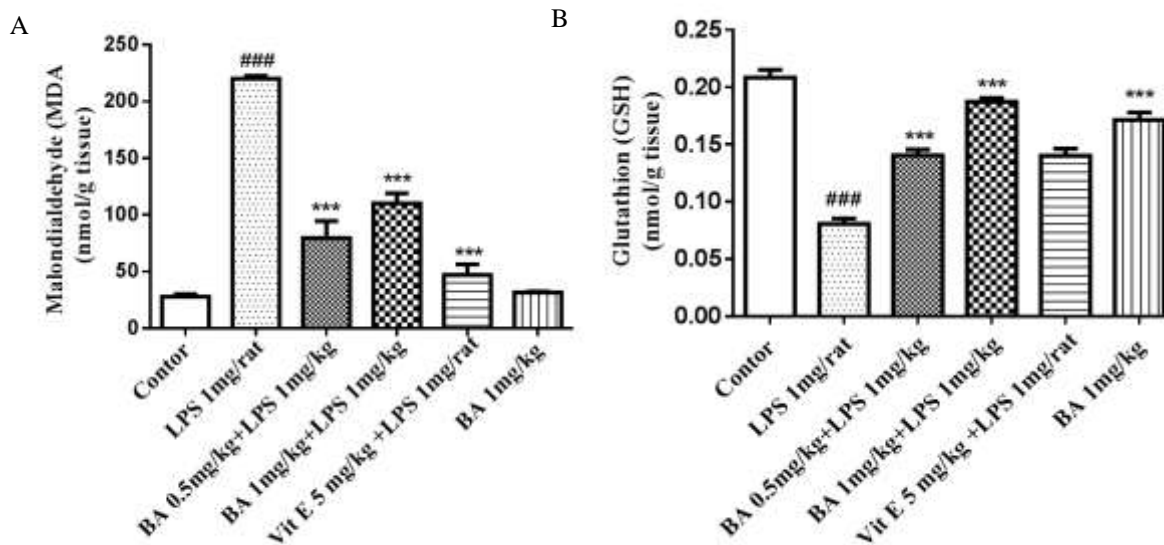 A
Malondialdehyde (MDA
(nmol/g tissue)
250
200
150
100
50
0
###
***
***
***
Contor
LPS 1mg/rat
BA 0.5mg/kg+LPS 1mg/kg
BA 1mg/kg+LPS 1mg/kg
Vit E 5 mg/kg +LPS 1mg/rat
BA 1mg/kg
B
Glutathion (GSH)
(nmol/g tissue)
0.25
0.20
0.15
0.10
0.05
0.00
###
***
***
***
Contor
LPS 1mg/rat
BA 0.5mg/kg+LPS 1mg/kg
BA 1mg/kg+LPS 1mg/kg
Vit E 5 mg/kg +LPS 1mg/rat
BA 1mg/kg